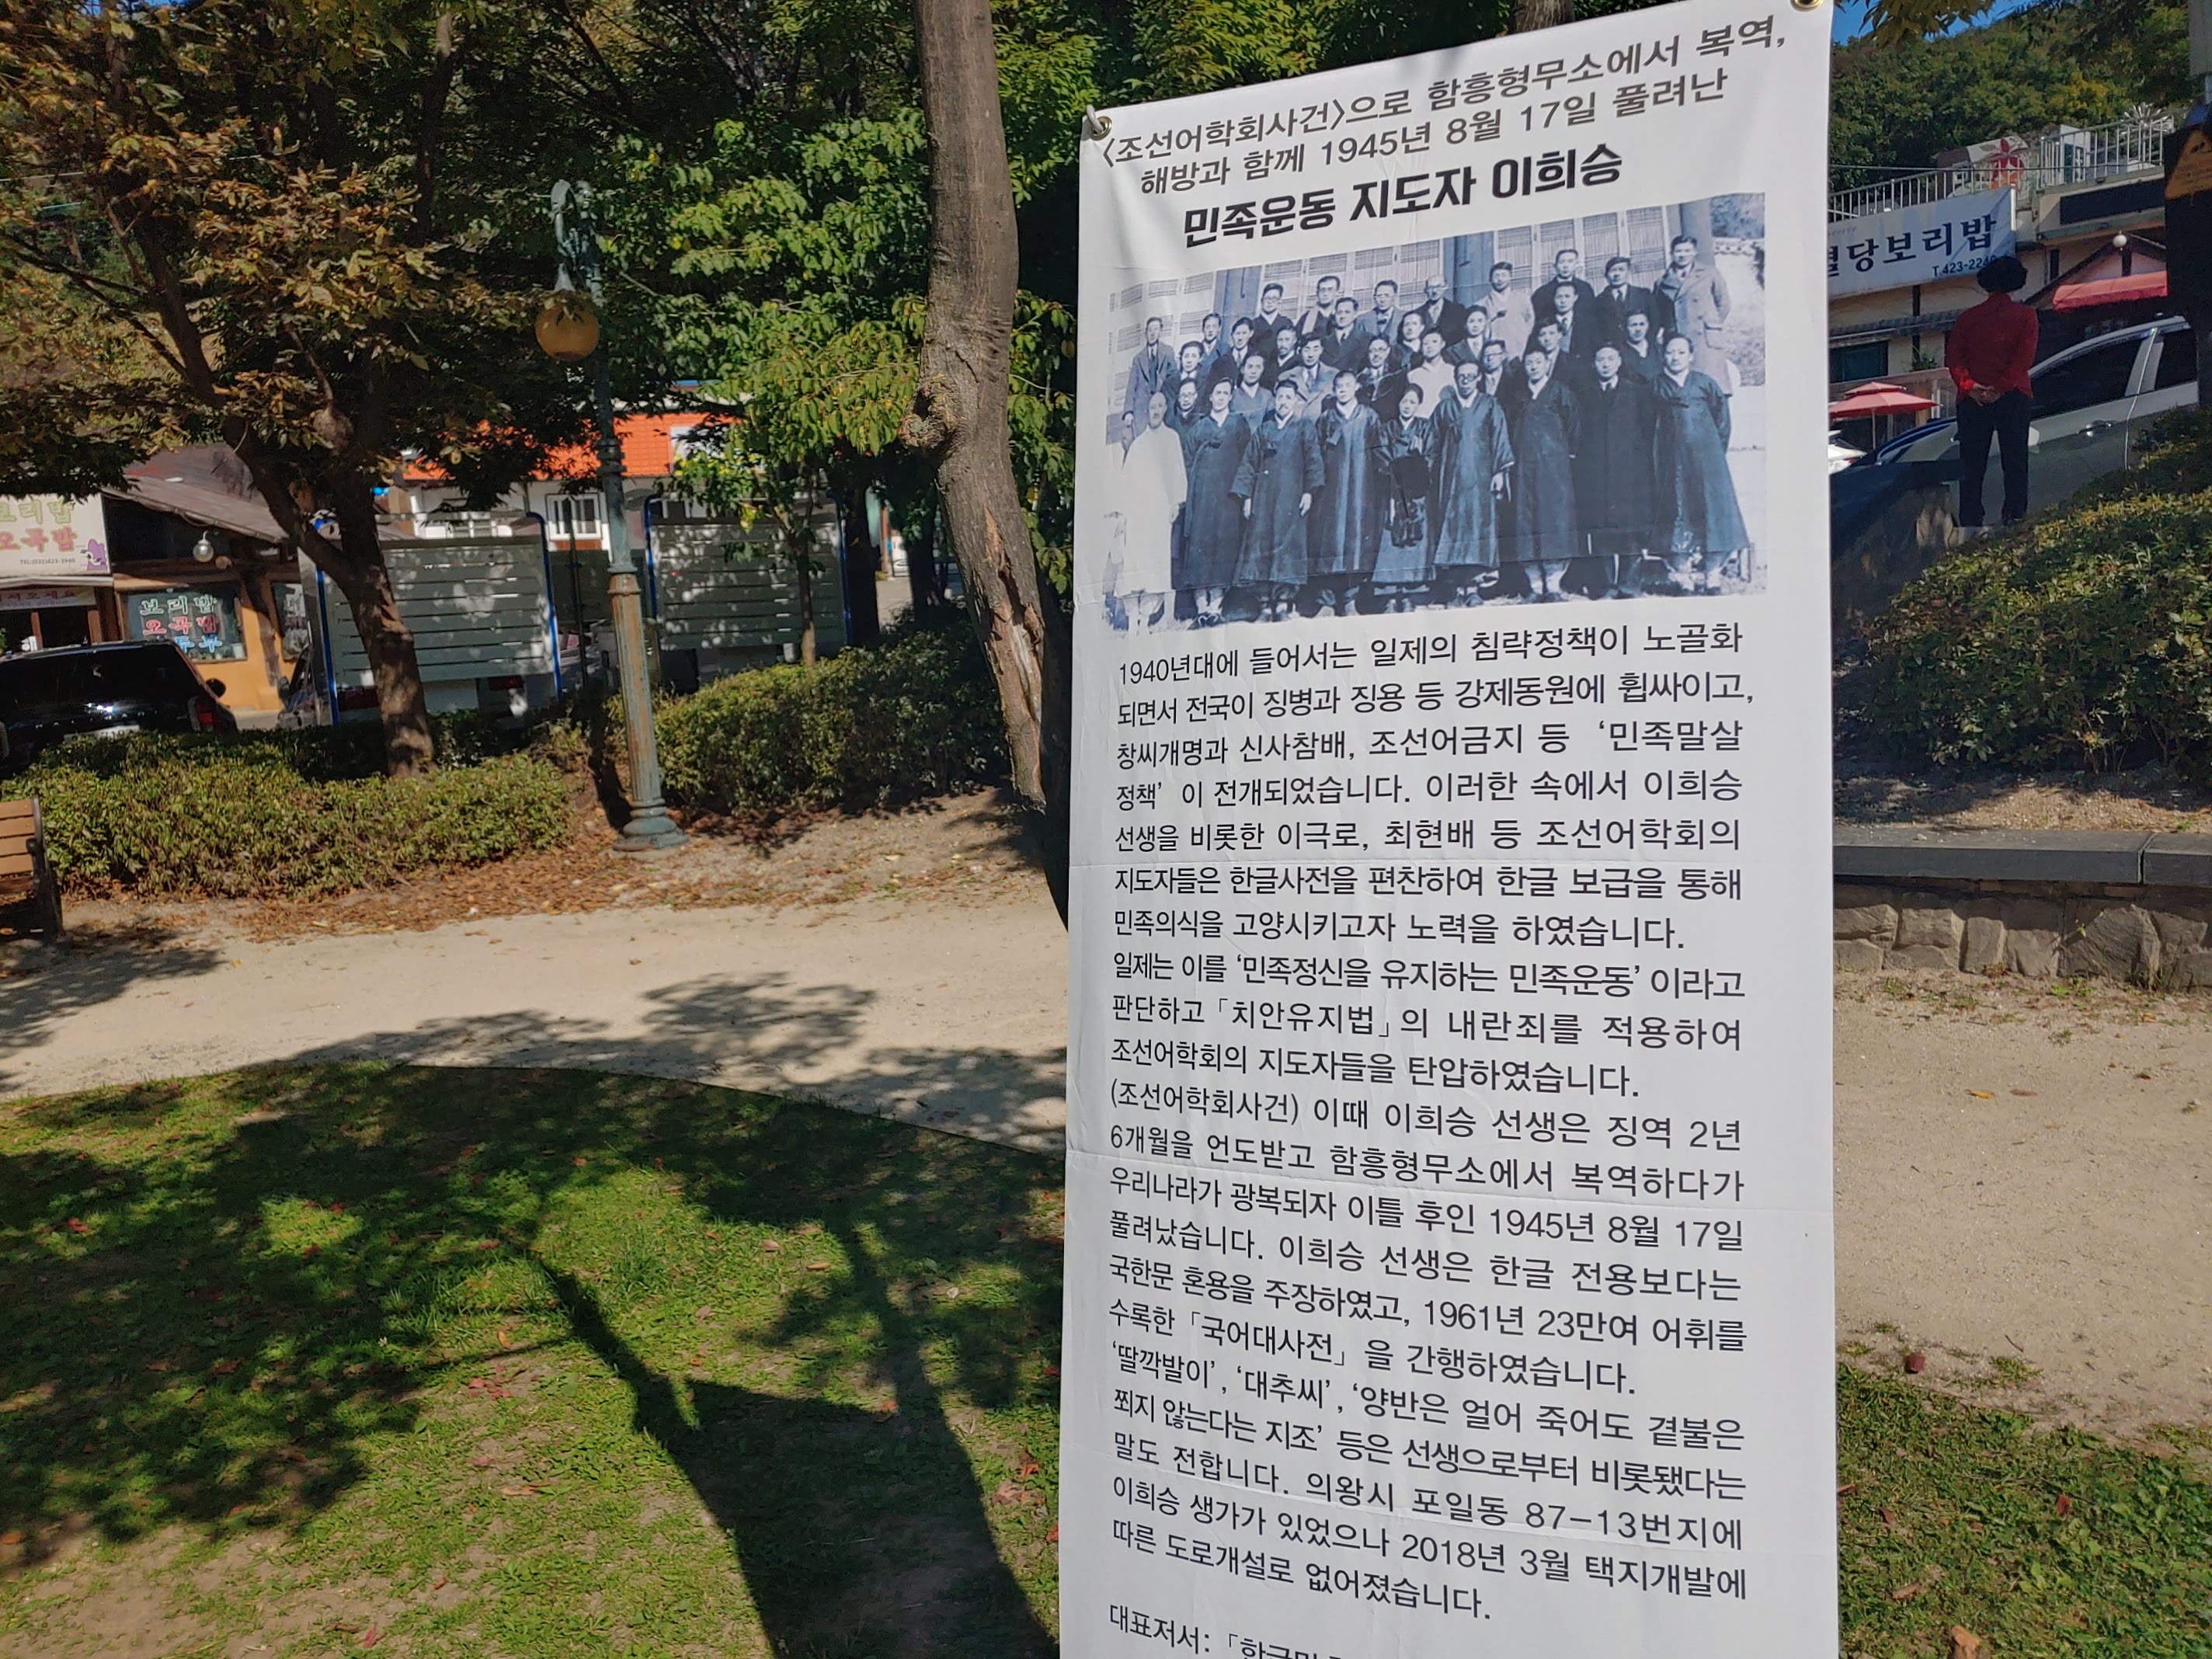 〈조선어학회사건〉으로 함흥형무소에서 복역,
해방과 함께 1945년 8월 17일 풀려난
민족운동 지도자 이희승
1940년대에 들어서는 일제의 침략정책이 노골화
되면서 전국이 징병과 징용 등 강제동원에 휩싸이고,
창씨개명과 신사참배, 조선어금지 등 ‘민족말살
정책’이 전개되었습니다. 이러한 속에서 이희승
선생을 비롯한 이극로, 최현배 등 조선어학회의
지도자들은 한글사전을 편찬하여 한글 보급을 통해
민족의식을 고양시키고자 노력을 하였습니다.
일제는 이를 ‘민족정신을 유지하는 민족운동’이라고
판단하고「치안유지법」의 내란죄를 적용하여
조선어학회의 지도자들을 탄압하였습니다.
(조선어학회사건) 이때 이희승 선생은 징역 2년
6개월을 언도받고 함흥형무소에서 복역하다가
우리나라가 광복되자 이틀 후인 1945년 8월 17일
풀려났습니다. 이희승 선생은 한글 전용보다는
국한문 혼용을 주장하였고, 1961년 23만여 어휘를
수록한「국어대사전」을 간행하였습니다.
‘딸깍발이’, ‘대추씨’, ‘양반은 얼어 죽어도 곁불은
쬐지 않는다는 지조’ 등은 선생으로부터 비롯됐다는
말도 전합니다. 의왕시 포일동 87-13번지에
이희승 생가가 있었으나 2018년 3월 택지개발에
따른 도로개설로 없어졌습니다.
대표저서:
당보리밥
T.423-2240
보리밥
오곡밥
보리밥
오곡밥